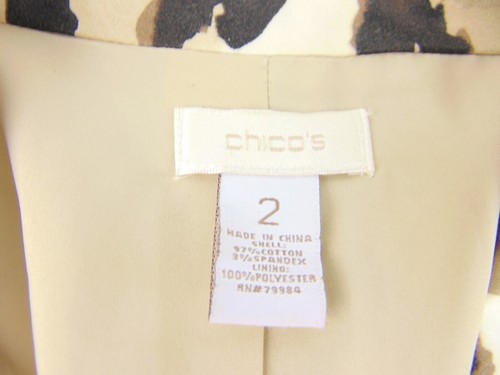 chico's
2
MADE IN CHINA
SHELL:
97%COTTON
3%SPANDEX
LINING:
100%POLYESTER
RN#79984